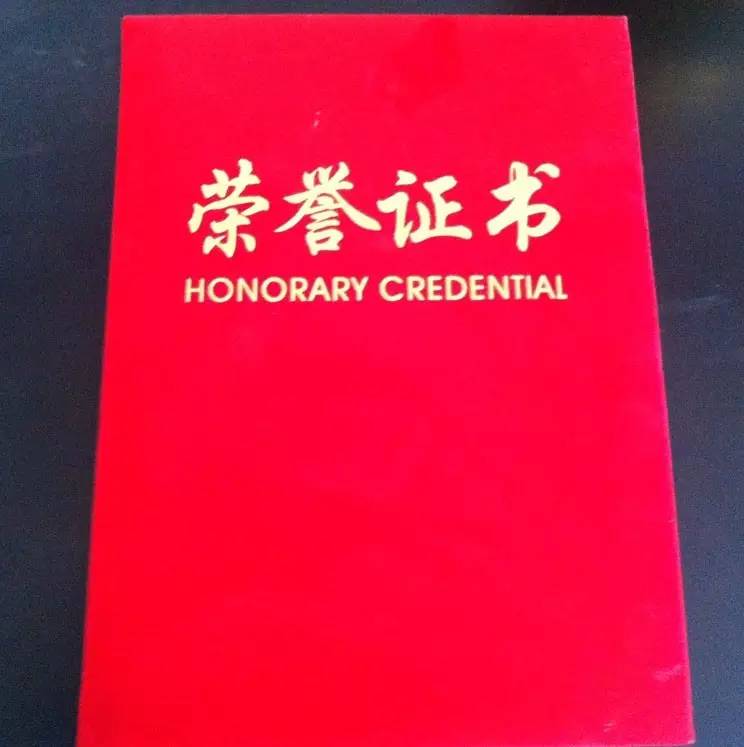 荣誉证书
HONORARY CREDENTIAL